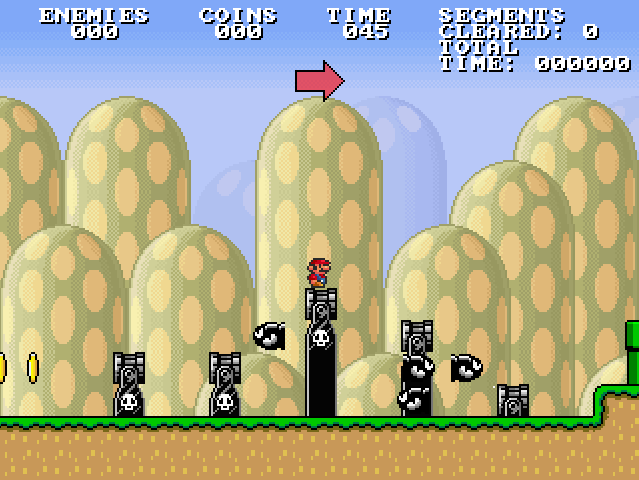 ENEMIES COINS TIME SEGMENTS
000 000 045 CLEARED: 0
TOTAL
TIME: 000000